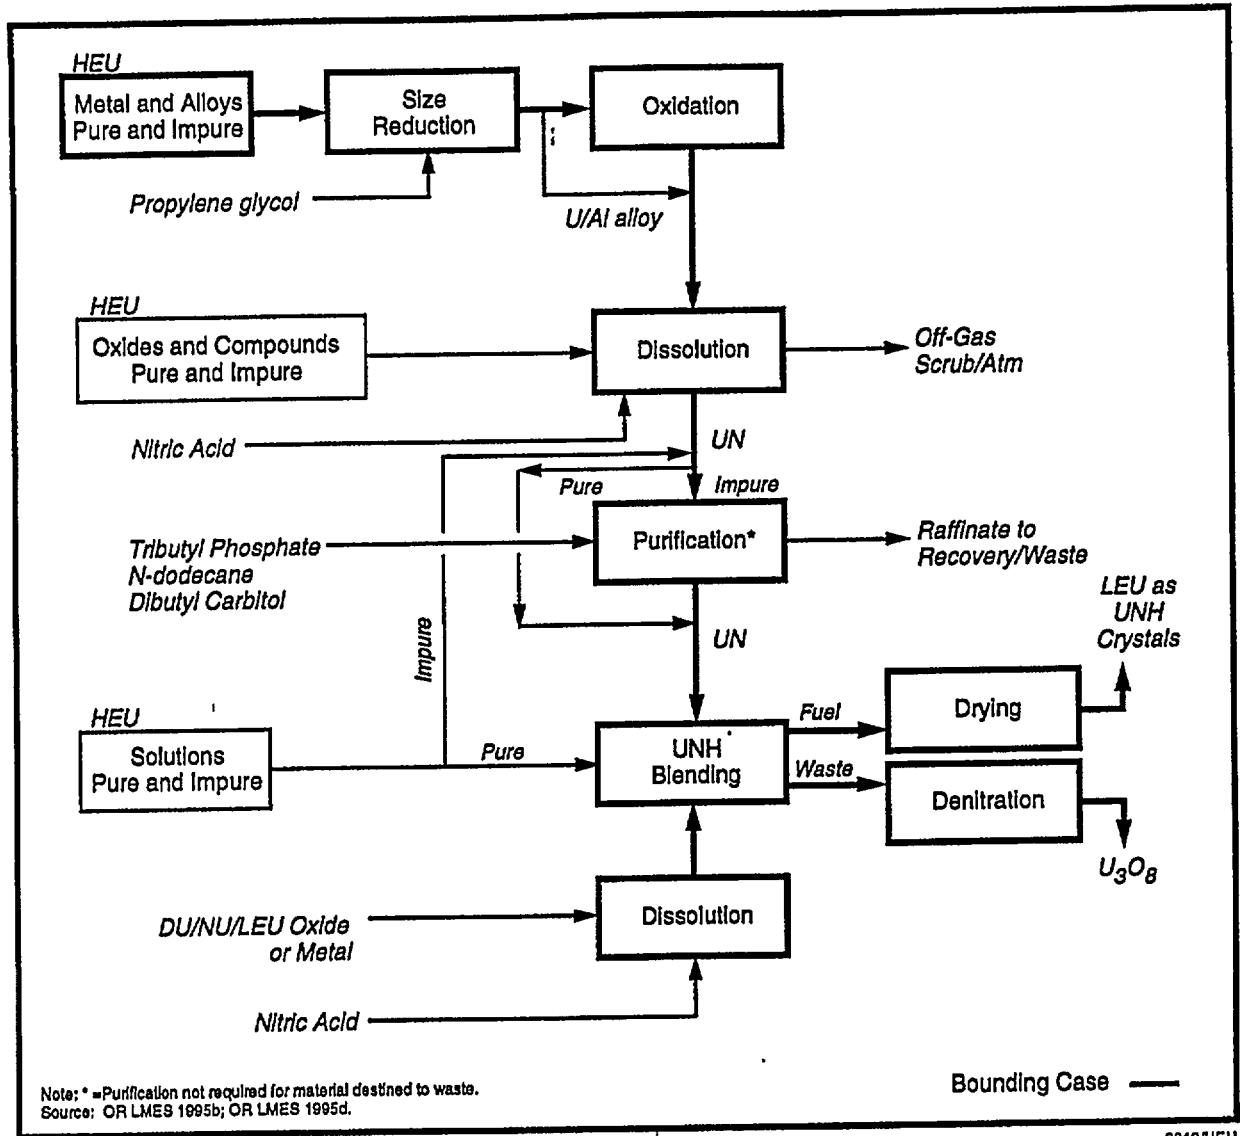 HEU
Metal and Alloys
Pure and Impure
Size
Reduction
Oxidation
Propylene glycol
U/Al alloy
HEU
Oxides and Compounds
Pure and Impure
Dissolution
Off-Gas
Scrub/Atm
Nitric Acid
UN
Pure
Impure
Tributyl Phosphate
N-dodecane
Dibutyl Carbitol
Purification*
Raffinate to
Recovery/Waste
Impure
UN
LEU as
UNH
Crystals
HEU
Solutions
Pure and Impure
Pure
UNH
Blending
Fuel
Drying
Waste
Denitration
U3O8
DU/NU/LEU Oxide
or Metal
Dissolution
Nitric Acid
Note: * =Purification not required for material destined to waste.
Source: OR LMES 1995b; OR LMES 1995d.
Bounding Case